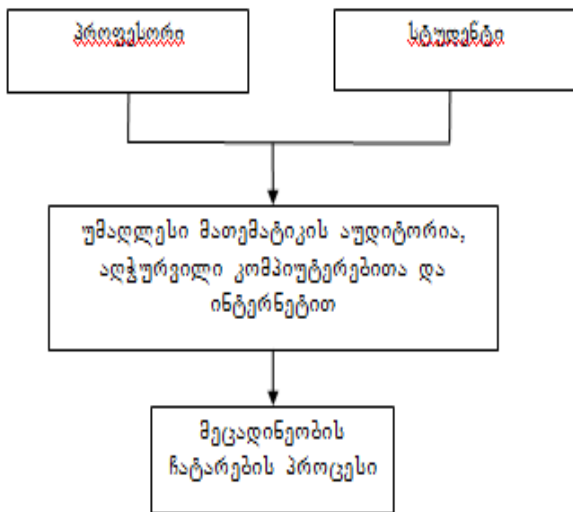 პროფესორი
სტუდენტი
უმაღლესი მათემატიკის აუდიტორია,
აღჭურვილი კომპიუტერებითა და
ინტერნეტით
მეცადინეობის
ჩატარების პროცესი